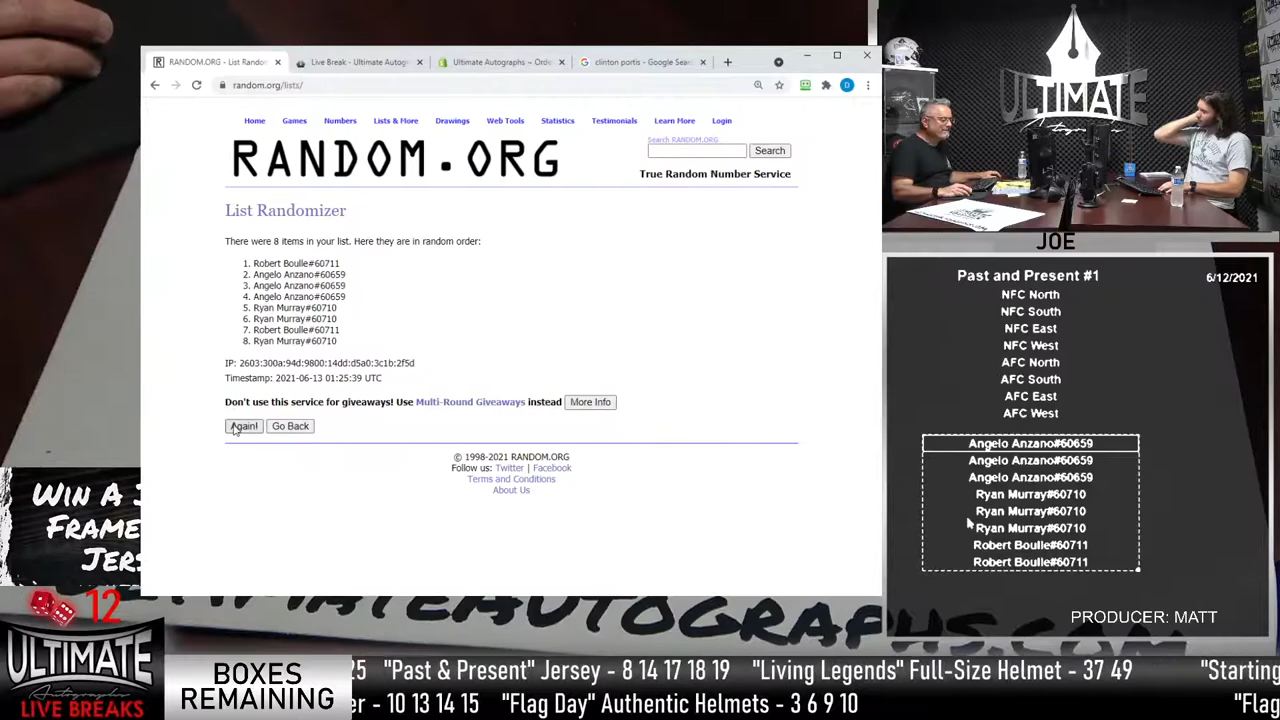 RANDOM.ORG - List Random
Live Break - Ultimate Autogr
Ultimate Autographs ~ Orde
clinton portis - Google Sear
random.org/lists/
Home Games Numbers Lists & More Drawings Web Tools Statistics Testimonials Learn More Login
Search RANDOM.ORG
Search
RANDOM.ORG
True Random Number Service
List Randomizer
There were 8 items in your list. Here they are in random order:
1. Robert Boulle#60711
2. Angelo Anzano#60659
3. Angelo Anzano#60659
4. Angelo Anzano#60659
5. Ryan Murray#60710
6. Ryan Murray#60710
7. Robert Boulle#60711
8. Ryan Murray#60710
IP: 2603:300a:94d:9800:14dd:d5a0:3c1b:2f5d
Timestamp: 2021-06-13 01:25:39 UTC
Don't use this service for giveaways! Use Multi-Round Giveaways instead More Info
Again! Go Back
© 1998-2021 RANDOM.ORG
Follow us: Twitter | Facebook
Terms and Conditions
About Us
ULTIMATE
JOE
Past and Present #1
6/12/2021
NFC North
NFC South
NFC East
NFC West
AFC North
AFC South
AFC East
AFC West
Angelo Anzano#60659
Angelo Anzano#60659
Angelo Anzano#60659
Ryan Murray#60710
Ryan Murray#60710
Ryan Murray#60710
Robert Boulle#60711
Robert Boulle#60711
PRODUCER: MATT
WIN A
FRAME
JER
12
ULTIMATE
Autographs
LIVE BREAKS
BOXES
REMAINING
25 "Past & Present" Jersey - 8 14 17 18 19 "Living Legends" Full-Size Helmet - 37 49 "Starting
er - 10 13 14 15 "Flag Day" Authentic Helmets - 3 6 9 10 "Flag